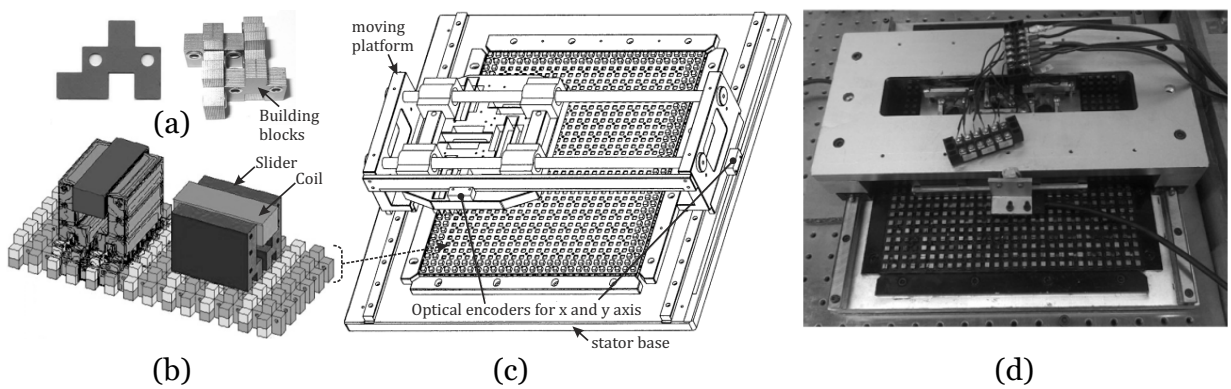 (a)
Building
blocks
Slider
Coil
(b)
moving
platform
Optical encoders for x and y axis
stator base
(c)
(d)